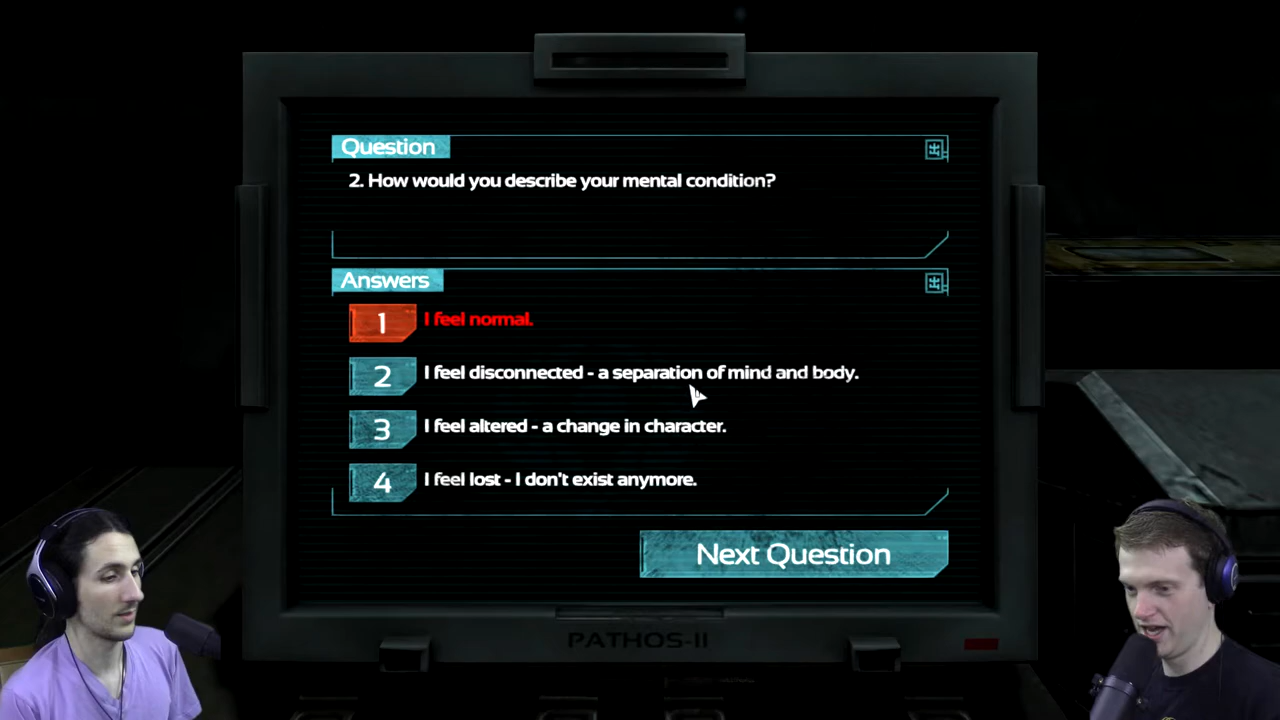 Question
2. How would you describe your mental condition?
Answers
1 I feel normal.
2 I feel disconnected - a separation of mind and body.
3 I feel altered - a change in character.
4 I feel lost - I don't exist anymore.
Next Question
PATHOS-II